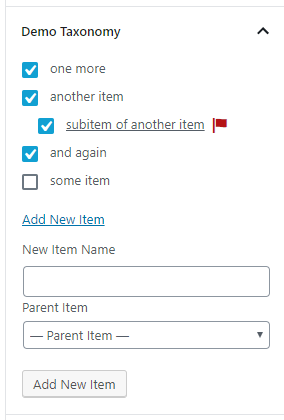 Demo Taxonomy
one more
another item
subitem of another item
and again
some item
Add New Item
New Item Name
Parent Item
— Parent Item —
Add New Item